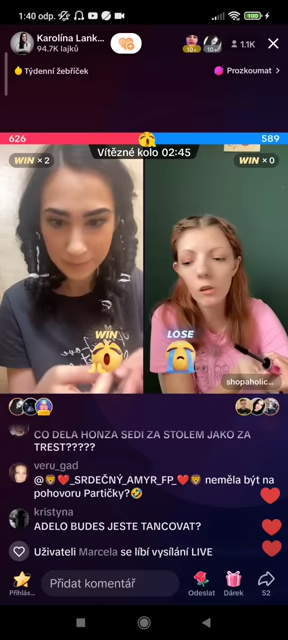 1:40 odp.
100
Karolína Lank...
94.7K lajků
10+
10+
1.1K
Týdenní žebříček
Prozkoumat >
626
589
WIN ×2
Vítězné kolo 02:45
WIN ×0
WIN
LOSE
shopaholic...
CO DELA HONZA SEDI ZA STOLEM JAKO ZA
TREST?????
veru_gad
@🦁❤️_SRDEČNÝ_AMYR_FP_❤️🦁 neměla být na
pohovoru Partičky?🤣
kristyna
ADELO BUDES JESTE TANCOVAT?
Uživateli Marcela se líbí vysílání LIVE
Přidat komentář
Přihlás...
Odeslat
Dárek
52